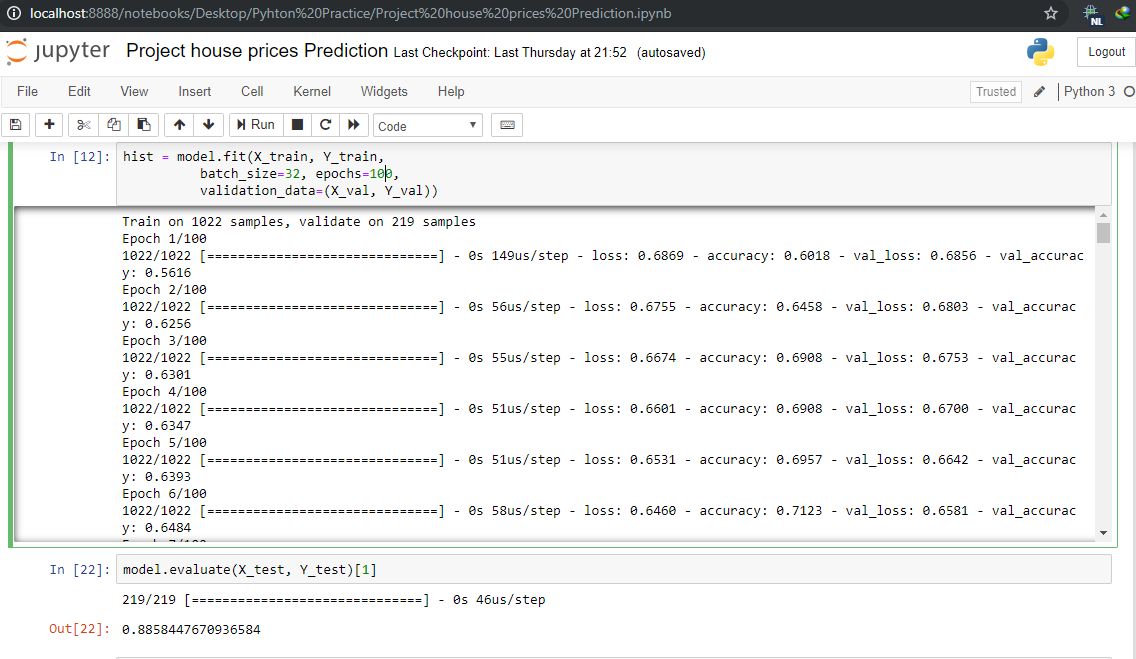 localhost:8888/notebooks/Desktop/Pyhton%20Practice/Project%20house%20prices%20Prediction.ipynb
NL
jupyter Project house prices Prediction Last Checkpoint: Last Thursday at 21:52 (autosaved)
Logout
File Edit View Insert Cell Kernel Widgets Help
Trusted Python 3
Run Code
In [12]: hist = model.fit(X_train, Y_train,
batch_size=32, epochs=100,
validation_data=(X_val, Y_val))
Train on 1022 samples, validate on 219 samples
Epoch 1/100
1022/1022 [==============================] - 0s 149us/step - loss: 0.6869 - accuracy: 0.6018 - val_loss: 0.6856 - val_accurac
y: 0.5616
Epoch 2/100
1022/1022 [==============================] - 0s 56us/step - loss: 0.6755 - accuracy: 0.6458 - val_loss: 0.6803 - val_accurac
y: 0.6256
Epoch 3/100
1022/1022 [==============================] - 0s 55us/step - loss: 0.6674 - accuracy: 0.6908 - val_loss: 0.6753 - val_accurac
y: 0.6301
Epoch 4/100
1022/1022 [==============================] - 0s 51us/step - loss: 0.6601 - accuracy: 0.6908 - val_loss: 0.6700 - val_accurac
y: 0.6347
Epoch 5/100
1022/1022 [==============================] - 0s 51us/step - loss: 0.6531 - accuracy: 0.6957 - val_loss: 0.6642 - val_accurac
y: 0.6393
Epoch 6/100
1022/1022 [==============================] - 0s 58us/step - loss: 0.6460 - accuracy: 0.7123 - val_loss: 0.6581 - val_accurac
y: 0.6484
In [22]: model.evaluate(X_test, Y_test)[1]
219/219 [==============================] - 0s 46us/step
Out[22]: 0.8858447670936584